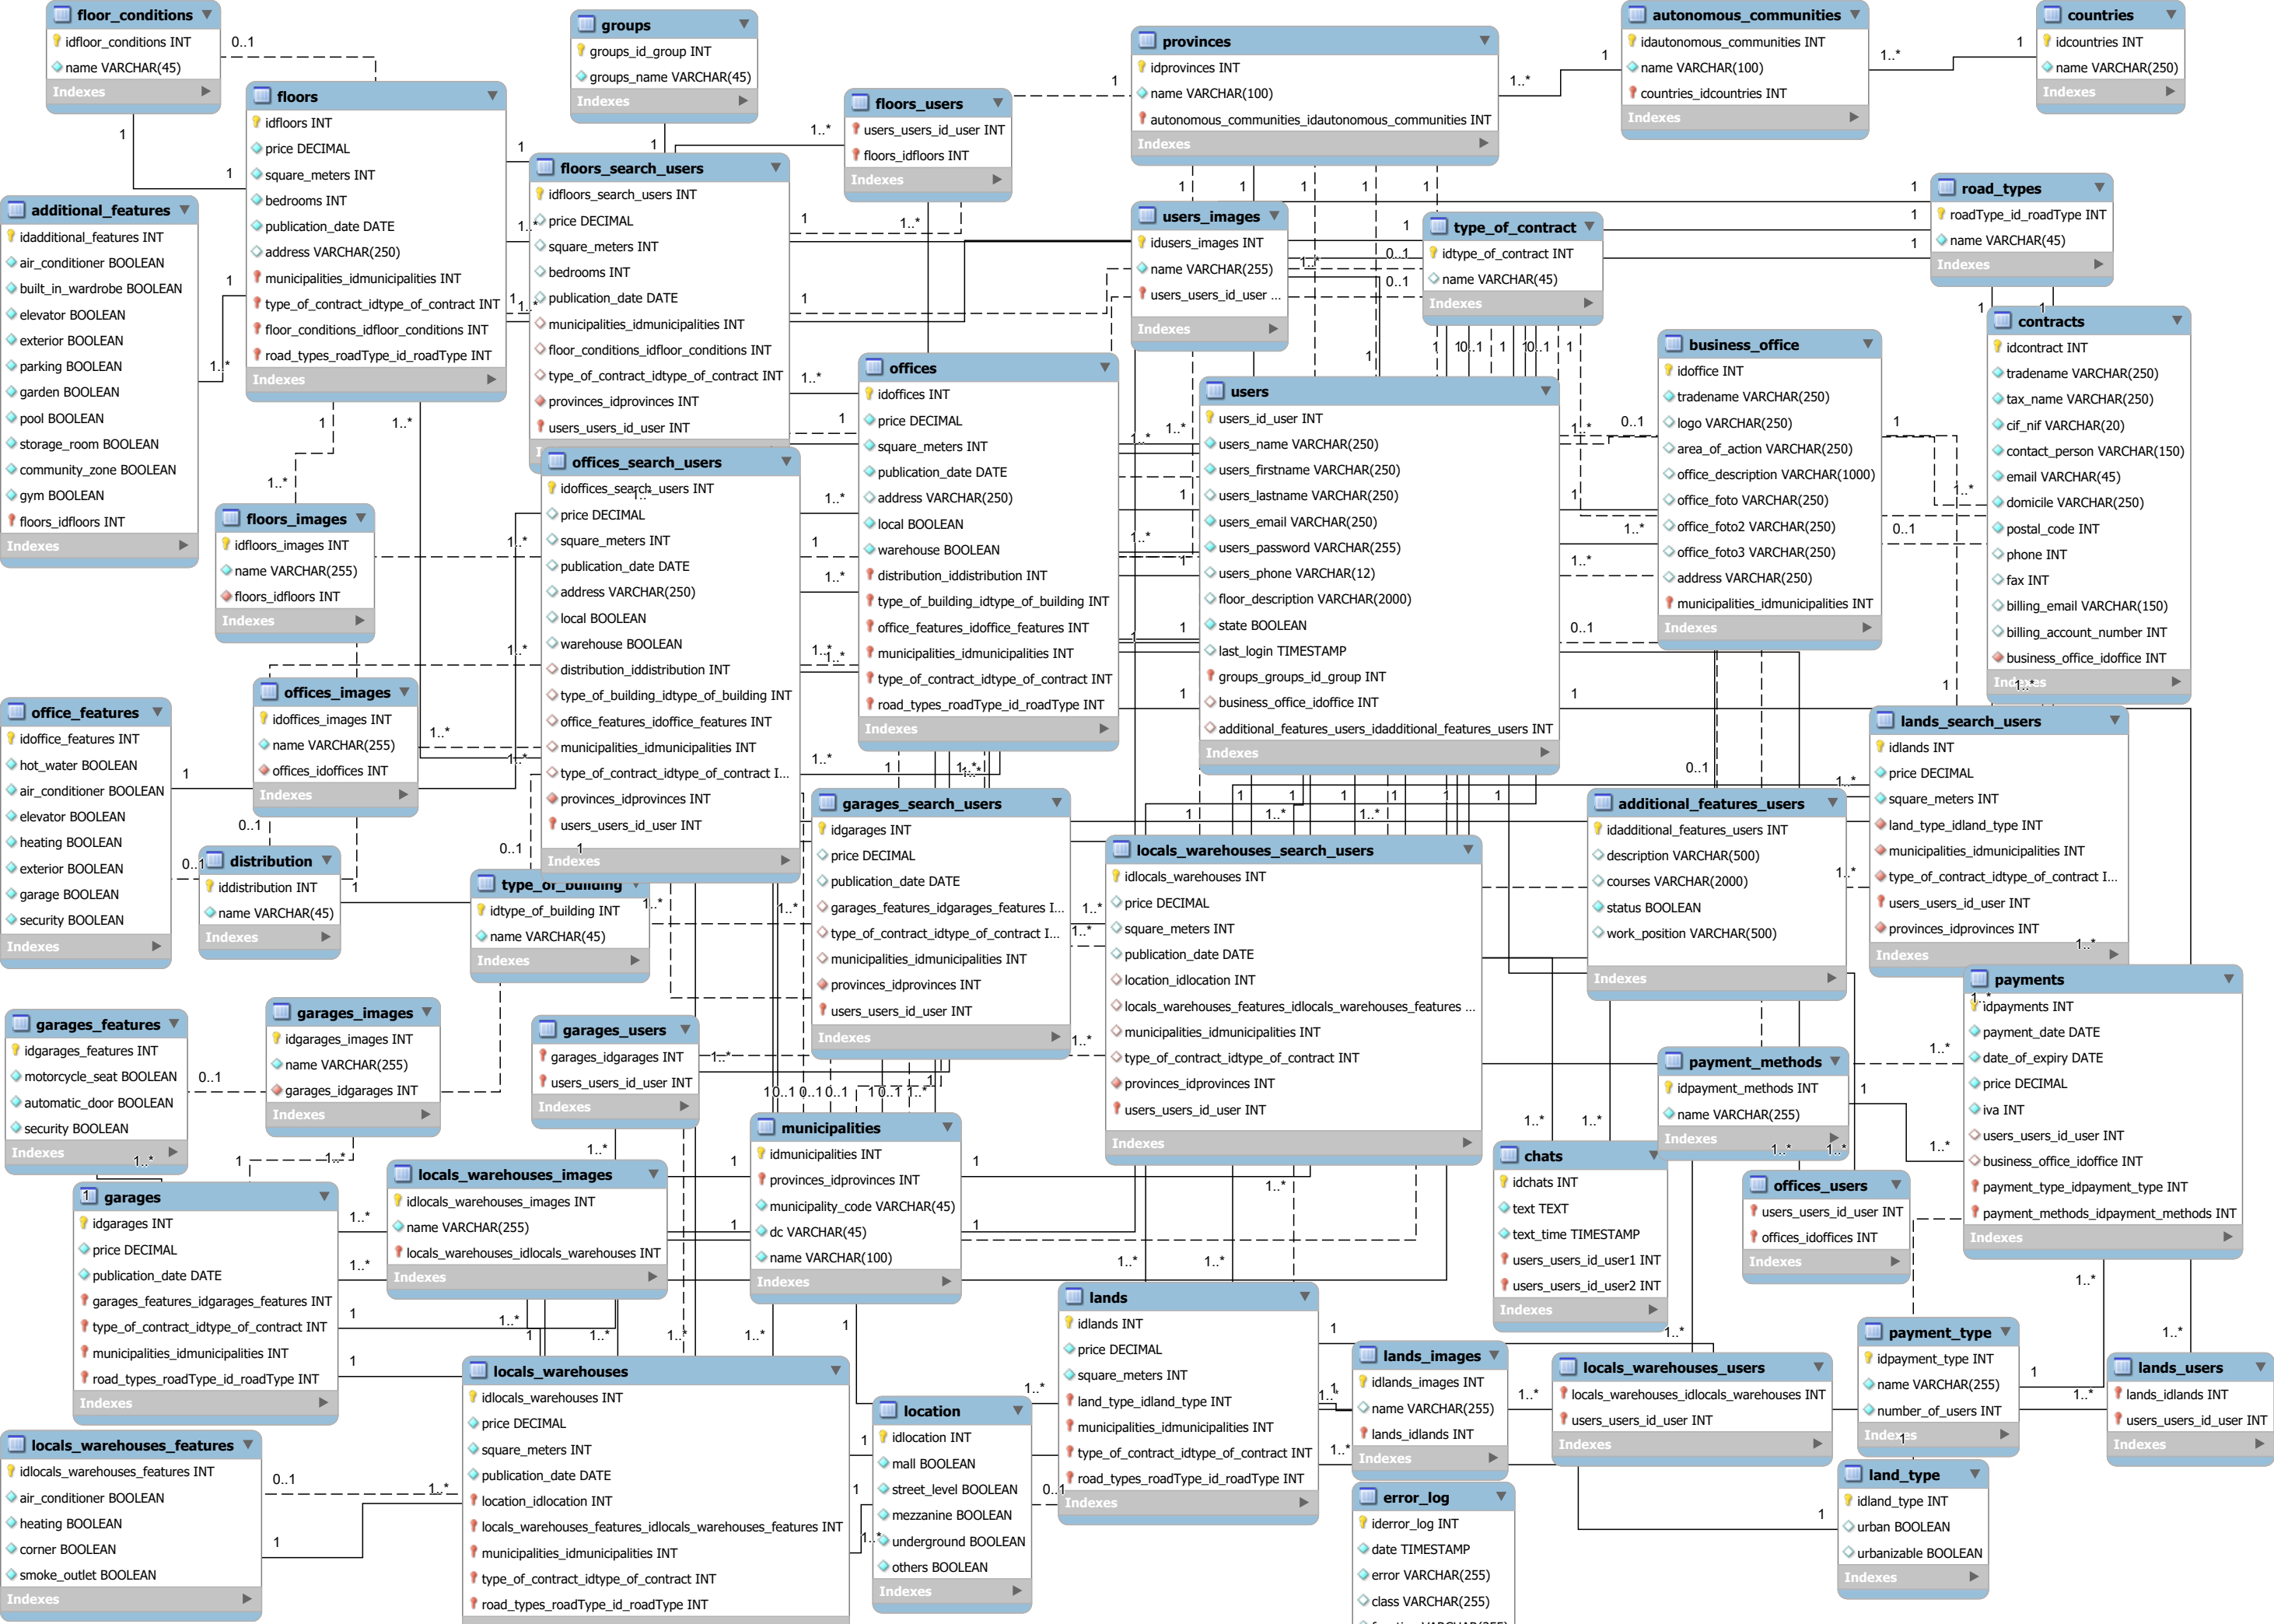 floor_conditions
idfloor_conditions INT
name VARCHAR(45)
Indexes
groups
groups_id_group INT
groups_name VARCHAR(45)
Indexes
provinces
idprovinces INT
name VARCHAR(100)
autonomous_communities_idautonomous_communities INT
Indexes
autonomous_communities
idautonomous_communities INT
name VARCHAR(100)
countries_idcountries INT
Indexes
countries
idcountries INT
name VARCHAR(250)
Indexes
floors
idfloors INT
price DECIMAL
square_meters INT
bedrooms INT
publication_date DATE
address VARCHAR(250)
municipalities_idmunicipalities INT
type_of_contract_idtype_of_contract INT
floor_conditions_idfloor_conditions INT
road_types_roadType_id_roadType INT
Indexes
floors_users
users_users_id_user INT
floors_idfloors INT
Indexes
floors_search_users
idfloors_search_users INT
price DECIMAL
square_meters INT
bedrooms INT
publication_date DATE
municipalities_idmunicipalities INT
floor_conditions_idfloor_conditions INT
type_of_contract_idtype_of_contract INT
provinces_idprovinces INT
users_users_id_user INT
additional_features
idadditional_features INT
air_conditioner BOOLEAN
built_in_wardrobe BOOLEAN
elevator BOOLEAN
exterior BOOLEAN
parking BOOLEAN
garden BOOLEAN
pool BOOLEAN
storage_room BOOLEAN
community_zone BOOLEAN
gym BOOLEAN
floors_idfloors INT
Indexes
users_images
idusers_images INT
name VARCHAR(255)
users_users_id_user ...
Indexes
type_of_contract
idtype_of_contract INT
name VARCHAR(45)
Indexes
road_types
roadType_id_roadType INT
name VARCHAR(45)
Indexes
contracts
idcontract INT
tradename VARCHAR(250)
tax_name VARCHAR(250)
cif_nif VARCHAR(20)
contact_person VARCHAR(150)
email VARCHAR(45)
domicile VARCHAR(250)
postal_code INT
phone INT
fax INT
billing_email VARCHAR(150)
billing_account_number INT
business_office_idoffice INT
Indexes
business_office
idoffice INT
tradename VARCHAR(250)
logo VARCHAR(250)
area_of_action VARCHAR(250)
office_description VARCHAR(1000)
office_foto VARCHAR(250)
office_foto2 VARCHAR(250)
office_foto3 VARCHAR(250)
address VARCHAR(250)
municipalities_idmunicipalities INT
Indexes
offices
idoffices INT
price DECIMAL
square_meters INT
publication_date DATE
address VARCHAR(250)
local BOOLEAN
warehouse BOOLEAN
distribution_iddistribution INT
type_of_building_idtype_of_building INT
office_features_idoffice_features INT
municipalities_idmunicipalities INT
type_of_contract_idtype_of_contract INT
road_types_roadType_id_roadType INT
Indexes
users
users_id_user INT
users_name VARCHAR(250)
users_firstname VARCHAR(250)
users_lastname VARCHAR(250)
users_email VARCHAR(250)
users_password VARCHAR(255)
users_phone VARCHAR(12)
floor_description VARCHAR(2000)
state BOOLEAN
last_login TIMESTAMP
groups_groups_id_group INT
business_office_idoffice INT
additional_features_users_idadditional_features_users INT
Indexes
offices_search_users
idoffices_search_users INT
price DECIMAL
square_meters INT
publication_date DATE
address VARCHAR(250)
local BOOLEAN
warehouse BOOLEAN
distribution_iddistribution INT
type_of_building_idtype_of_building INT
office_features_idoffice_features INT
municipalities_idmunicipalities INT
type_of_contract_idtype_of_contract I...
provinces_idprovinces INT
users_users_id_user INT
Indexes
floors_images
idfloors_images INT
name VARCHAR(255)
floors_idfloors INT
Indexes
offices_images
idoffices_images INT
name VARCHAR(255)
offices_idoffices INT
Indexes
office_features
idoffice_features INT
hot_water BOOLEAN
air_conditioner BOOLEAN
elevator BOOLEAN
heating BOOLEAN
exterior BOOLEAN
garage BOOLEAN
security BOOLEAN
Indexes
distribution
iddistribution INT
name VARCHAR(45)
Indexes
type_of_building
idtype_of_building INT
name VARCHAR(45)
Indexes
garages_search_users
idgarages INT
price DECIMAL
publication_date DATE
garages_features_idgarages_features I...
type_of_contract_idtype_of_contract I...
municipalities_idmunicipalities INT
provinces_idprovinces INT
users_users_id_user INT
Indexes
locals_warehouses_search_users
idlocals_warehouses INT
price DECIMAL
square_meters INT
publication_date DATE
location_idlocation INT
locals_warehouses_features_idlocals_warehouses_features ...
municipalities_idmunicipalities INT
type_of_contract_idtype_of_contract INT
provinces_idprovinces INT
users_users_id_user INT
Indexes
additional_features_users
idadditional_features_users INT
description VARCHAR(500)
courses VARCHAR(2000)
status BOOLEAN
work_position VARCHAR(500)
Indexes
lands_search_users
idlands INT
price DECIMAL
square_meters INT
land_type_idland_type INT
municipalities_idmunicipalities INT
type_of_contract_idtype_of_contract I...
users_users_id_user INT
provinces_idprovinces INT
Indexes
payments
idpayments INT
payment_date DATE
date_of_expiry DATE
price DECIMAL
iva INT
users_users_id_user INT
business_office_idoffice INT
payment_type_idpayment_type INT
payment_methods_idpayment_methods INT
Indexes
garages_features
idgarages_features INT
motorcycle_seat BOOLEAN
automatic_door BOOLEAN
security BOOLEAN
Indexes
garages_images
idgarages_images INT
name VARCHAR(255)
garages_idgarages INT
Indexes
garages_users
garages_idgarages INT
users_users_id_user INT
Indexes
payment_methods
idpayment_methods INT
name VARCHAR(255)
Indexes
municipalities
idmunicipalities INT
provinces_idprovinces INT
municipality_code VARCHAR(45)
dc VARCHAR(45)
name VARCHAR(100)
Indexes
chats
idchats INT
text TEXT
text_time TIMESTAMP
users_users_id_user1 INT
users_users_id_user2 INT
Indexes
offices_users
users_users_id_user INT
offices_idoffices INT
Indexes
locals_warehouses_images
idlocals_warehouses_images INT
name VARCHAR(255)
locals_warehouses_idlocals_warehouses INT
Indexes
garages
idgarages INT
price DECIMAL
publication_date DATE
garages_features_idgarages_features INT
type_of_contract_idtype_of_contract INT
municipalities_idmunicipalities INT
road_types_roadType_id_roadType INT
Indexes
lands
idlands INT
price DECIMAL
square_meters INT
land_type_idland_type INT
municipalities_idmunicipalities INT
type_of_contract_idtype_of_contract INT
road_types_roadType_id_roadType INT
Indexes
lands_images
idlands_images INT
name VARCHAR(255)
lands_idlands INT
Indexes
locals_warehouses_users
locals_warehouses_idlocals_warehouses INT
users_users_id_user INT
Indexes
payment_type
idpayment_type INT
name VARCHAR(255)
number_of_users INT
Indexes
lands_users
lands_idlands INT
users_users_id_user INT
Indexes
locals_warehouses
idlocals_warehouses INT
price DECIMAL
square_meters INT
publication_date DATE
location_idlocation INT
locals_warehouses_features_idlocals_warehouses_features INT
municipalities_idmunicipalities INT
type_of_contract_idtype_of_contract INT
road_types_roadType_id_roadType INT
location
idlocation INT
mall BOOLEAN
street_level BOOLEAN
mezzanine BOOLEAN
underground BOOLEAN
others BOOLEAN
Indexes
locals_warehouses_features
idlocals_warehouses_features INT
air_conditioner BOOLEAN
heating BOOLEAN
corner BOOLEAN
smoke_outlet BOOLEAN
Indexes
land_type
idland_type INT
urban BOOLEAN
urbanizable BOOLEAN
Indexes
error_log
iderror_log INT
date TIMESTAMP
error VARCHAR(255)
class VARCHAR(255)